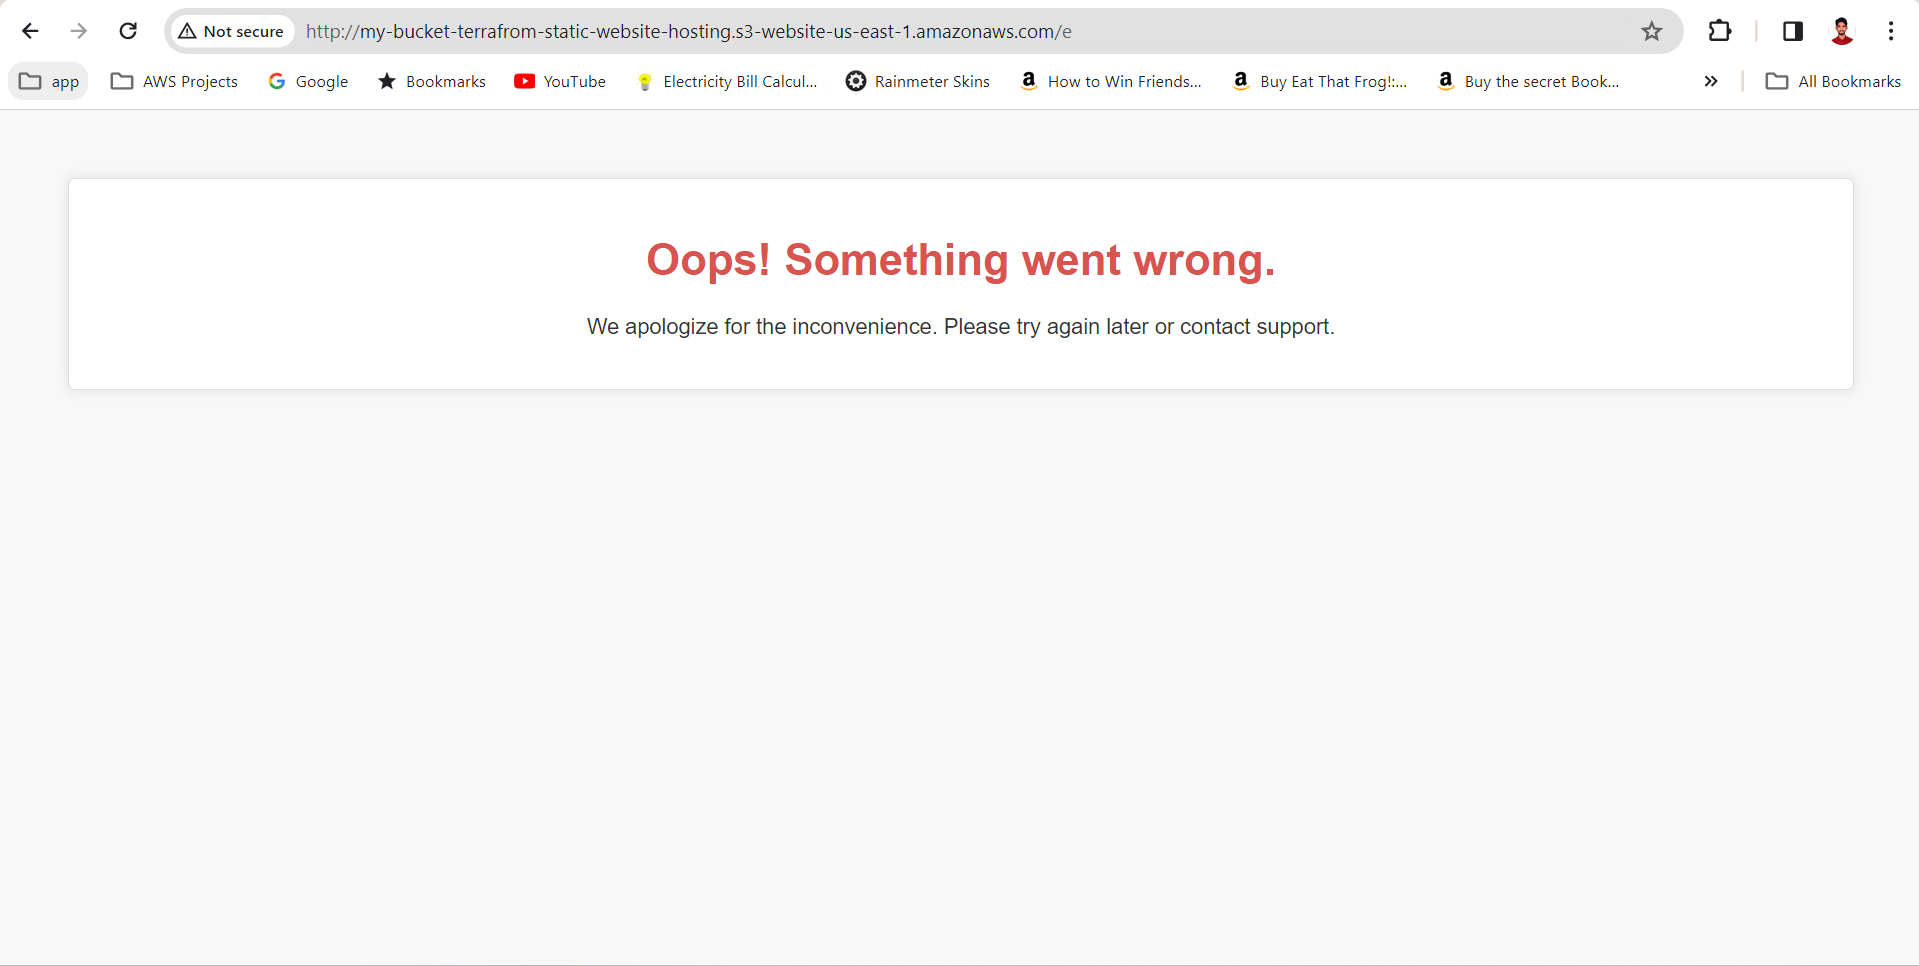 Not secure http://my-bucket-terrafrom-static-website-hosting.s3-website-us-east-1.amazonaws.com/e
app AWS Projects Google Bookmarks YouTube Electricity Bill Calcul... Rainmeter Skins How to Win Friends... Buy Eat That Frog!:... Buy the secret Book... » All Bookmarks
Oops! Something went wrong.
We apologize for the inconvenience. Please try again later or contact support.